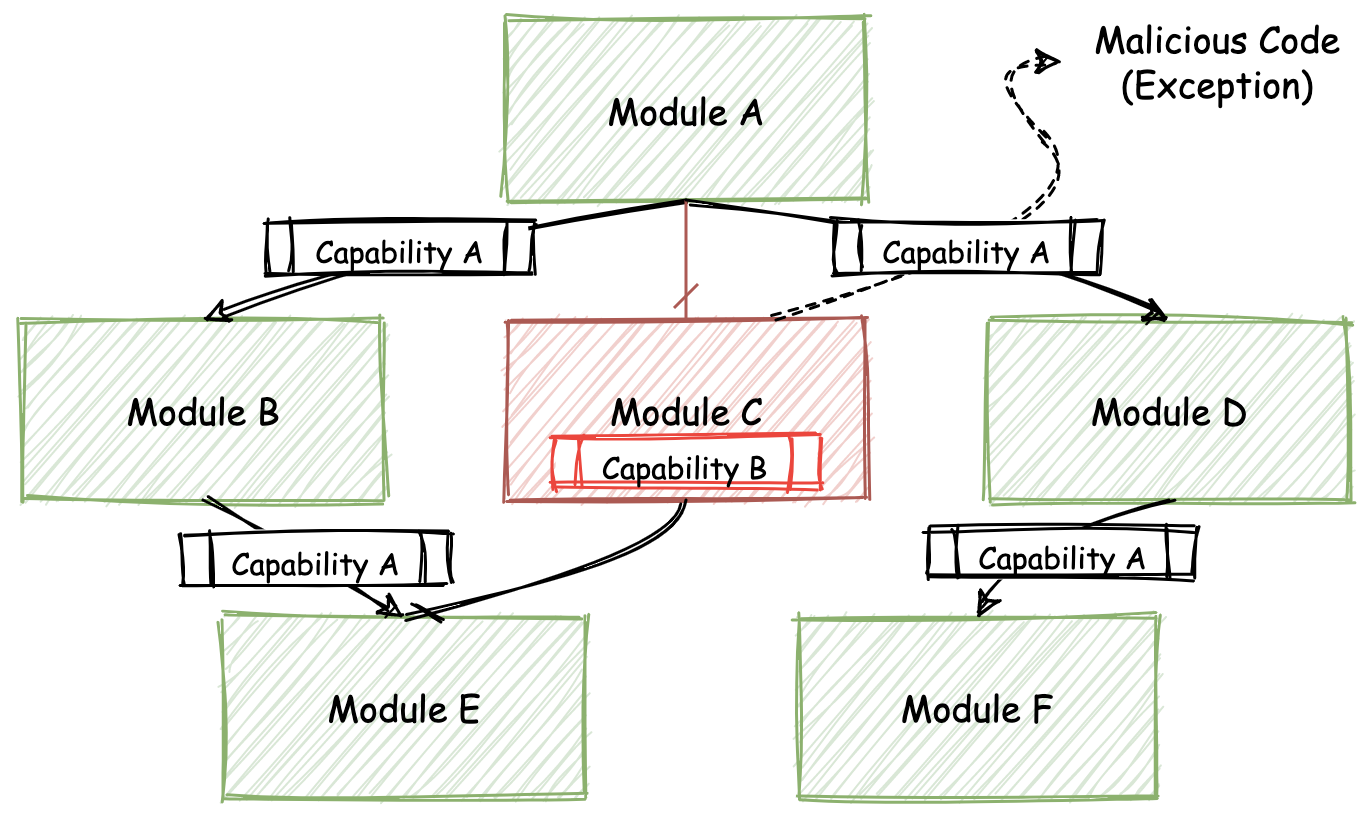 Malicious Code
(Exception)
Module A
Capability A
Capability A
Module B
Module C
Module D
Capability B
Capability A
Capability A
Module E
Module F